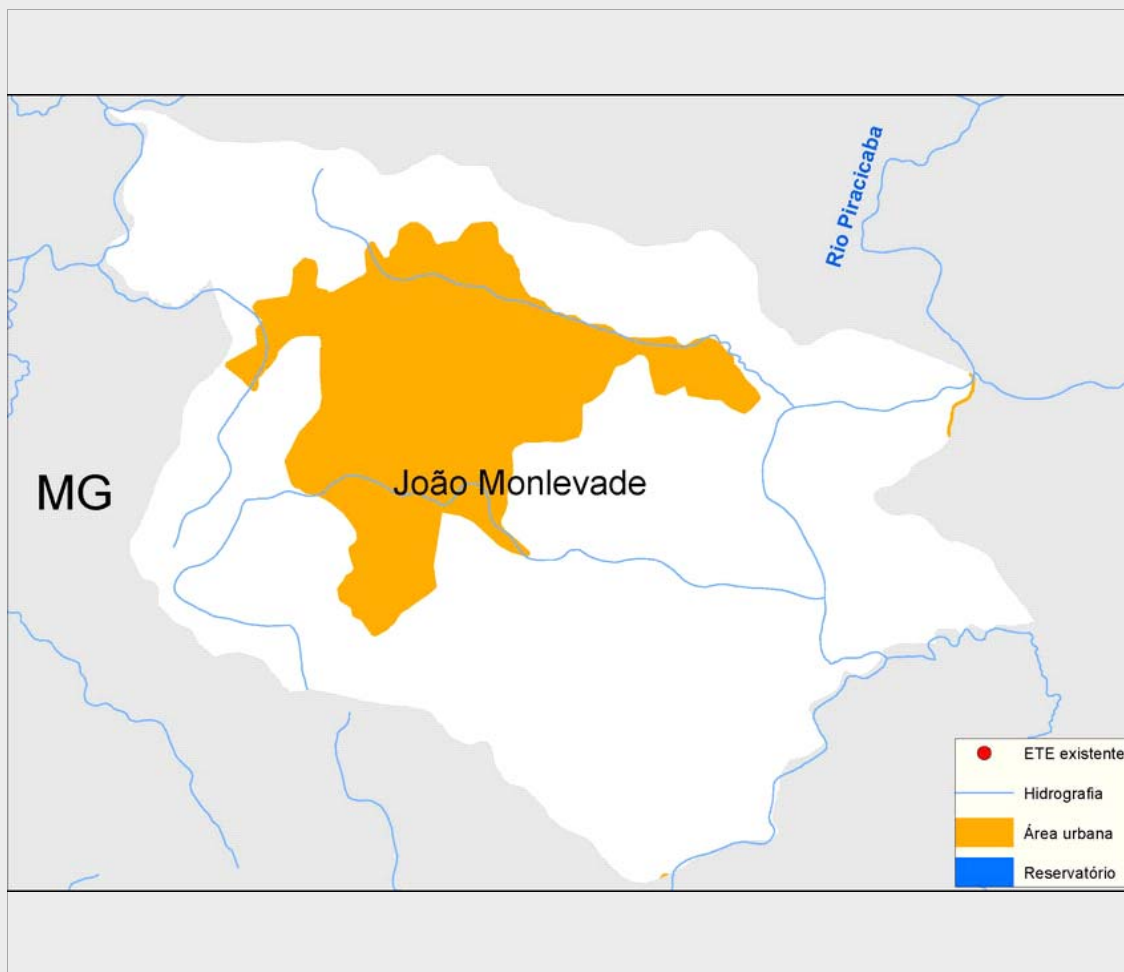 Rio Piracicaba
João Monlevade
MG
ETE existente
Hidrografia
Área urbana
Reservatório